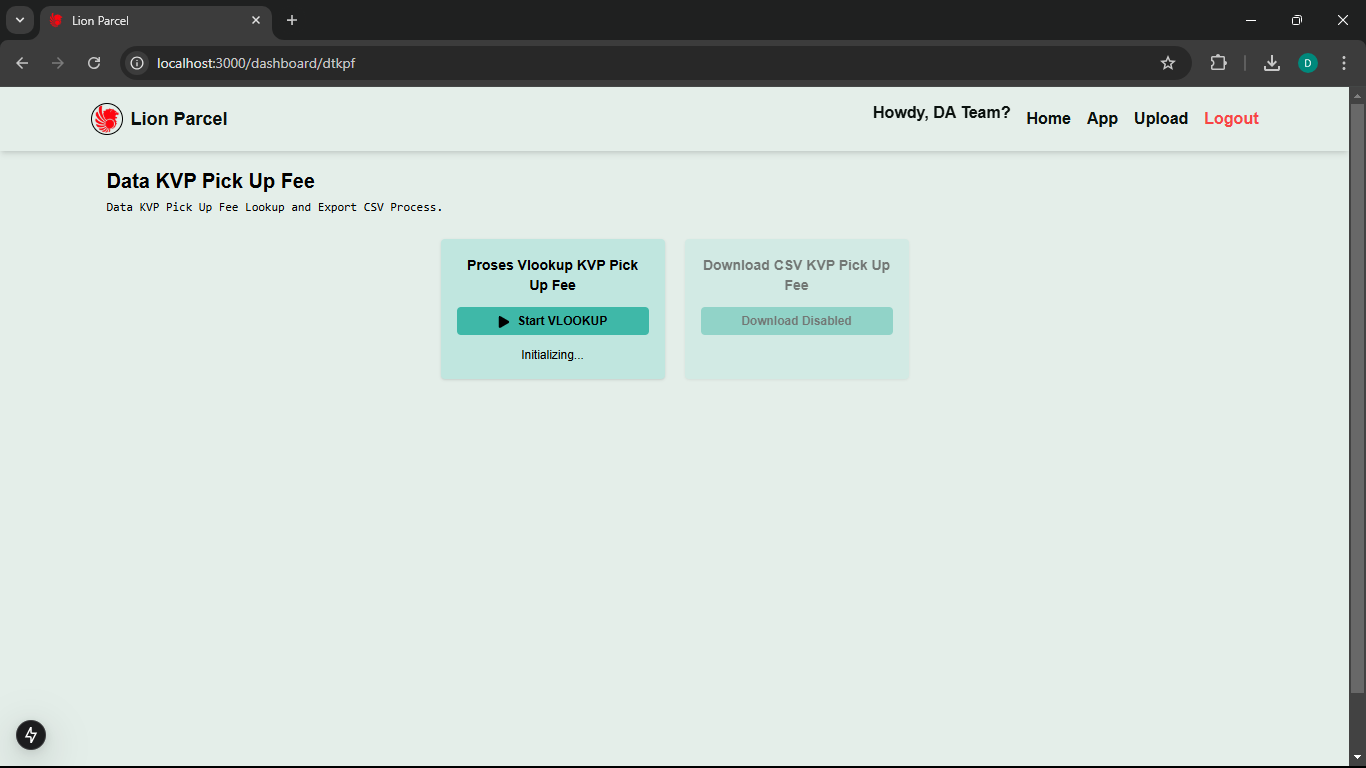 Lion Parcel
localhost:3000/dashboard/dtkpf
D
Lion Parcel
Howdy, DA Team?
Home
App
Upload
Logout
Data KVP Pick Up Fee
Data KVP Pick Up Fee Lookup and Export CSV Process.
Proses Vlookup KVP Pick
Up Fee
Start VLOOKUP
Initializing...
Download CSV KVP Pick Up
Fee
Download Disabled